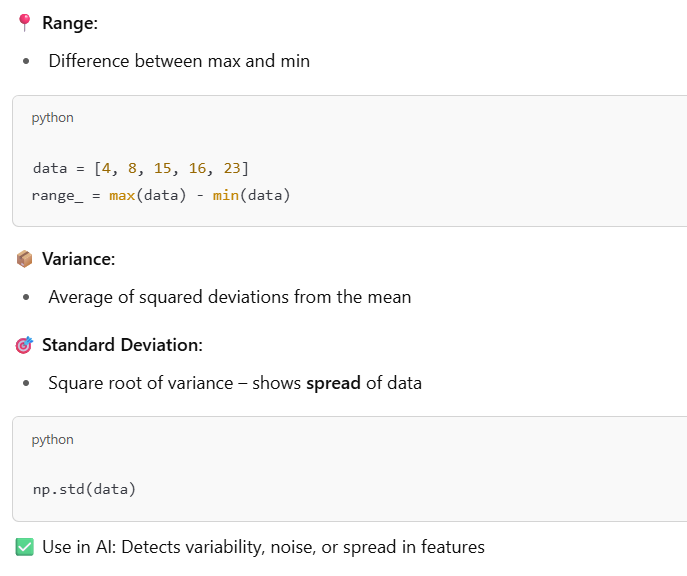 📍 Range:
• Difference between max and min
python
data = [4, 8, 15, 16, 23]
range_ = max(data) - min(data)
📦 Variance:
• Average of squared deviations from the mean
🎯 Standard Deviation:
• Square root of variance – shows spread of data
python
np.std(data)
✅ Use in AI: Detects variability, noise, or spread in features